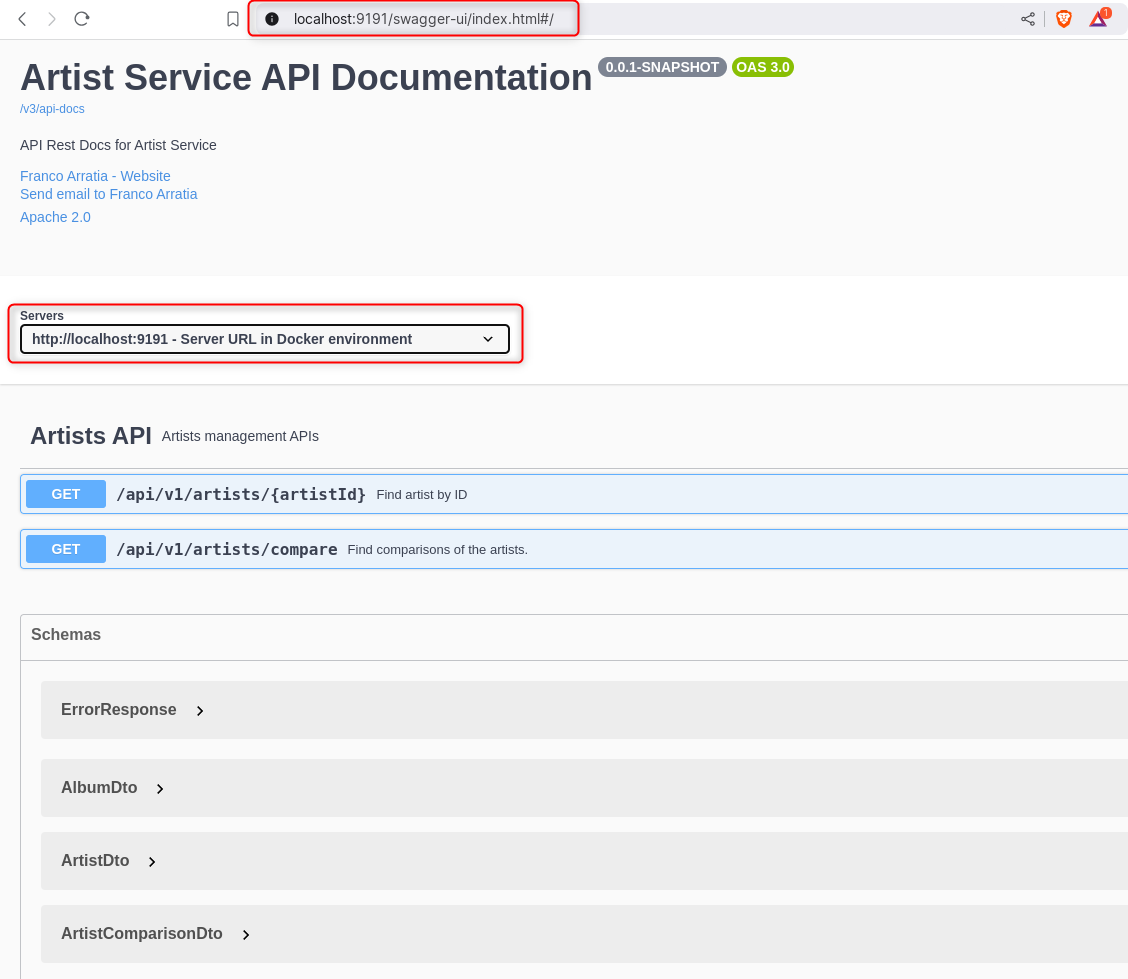 localhost:9191/swagger-ui/index.html#/
1
Artist Service API Documentation 0.0.1-SNAPSHOT OAS 3.0
/v3/api-docs
API Rest Docs for Artist Service
Franco Arratia - Website
Send email to Franco Arratia
Apache 2.0
Servers
http://localhost:9191 - Server URL in Docker environment
Artists API Artists management APIs
GET /api/v1/artists/{artistId} Find artist by ID
GET /api/v1/artists/compare Find comparisons of the artists.
Schemas
ErrorResponse
AlbumDto
ArtistDto
ArtistComparisonDto